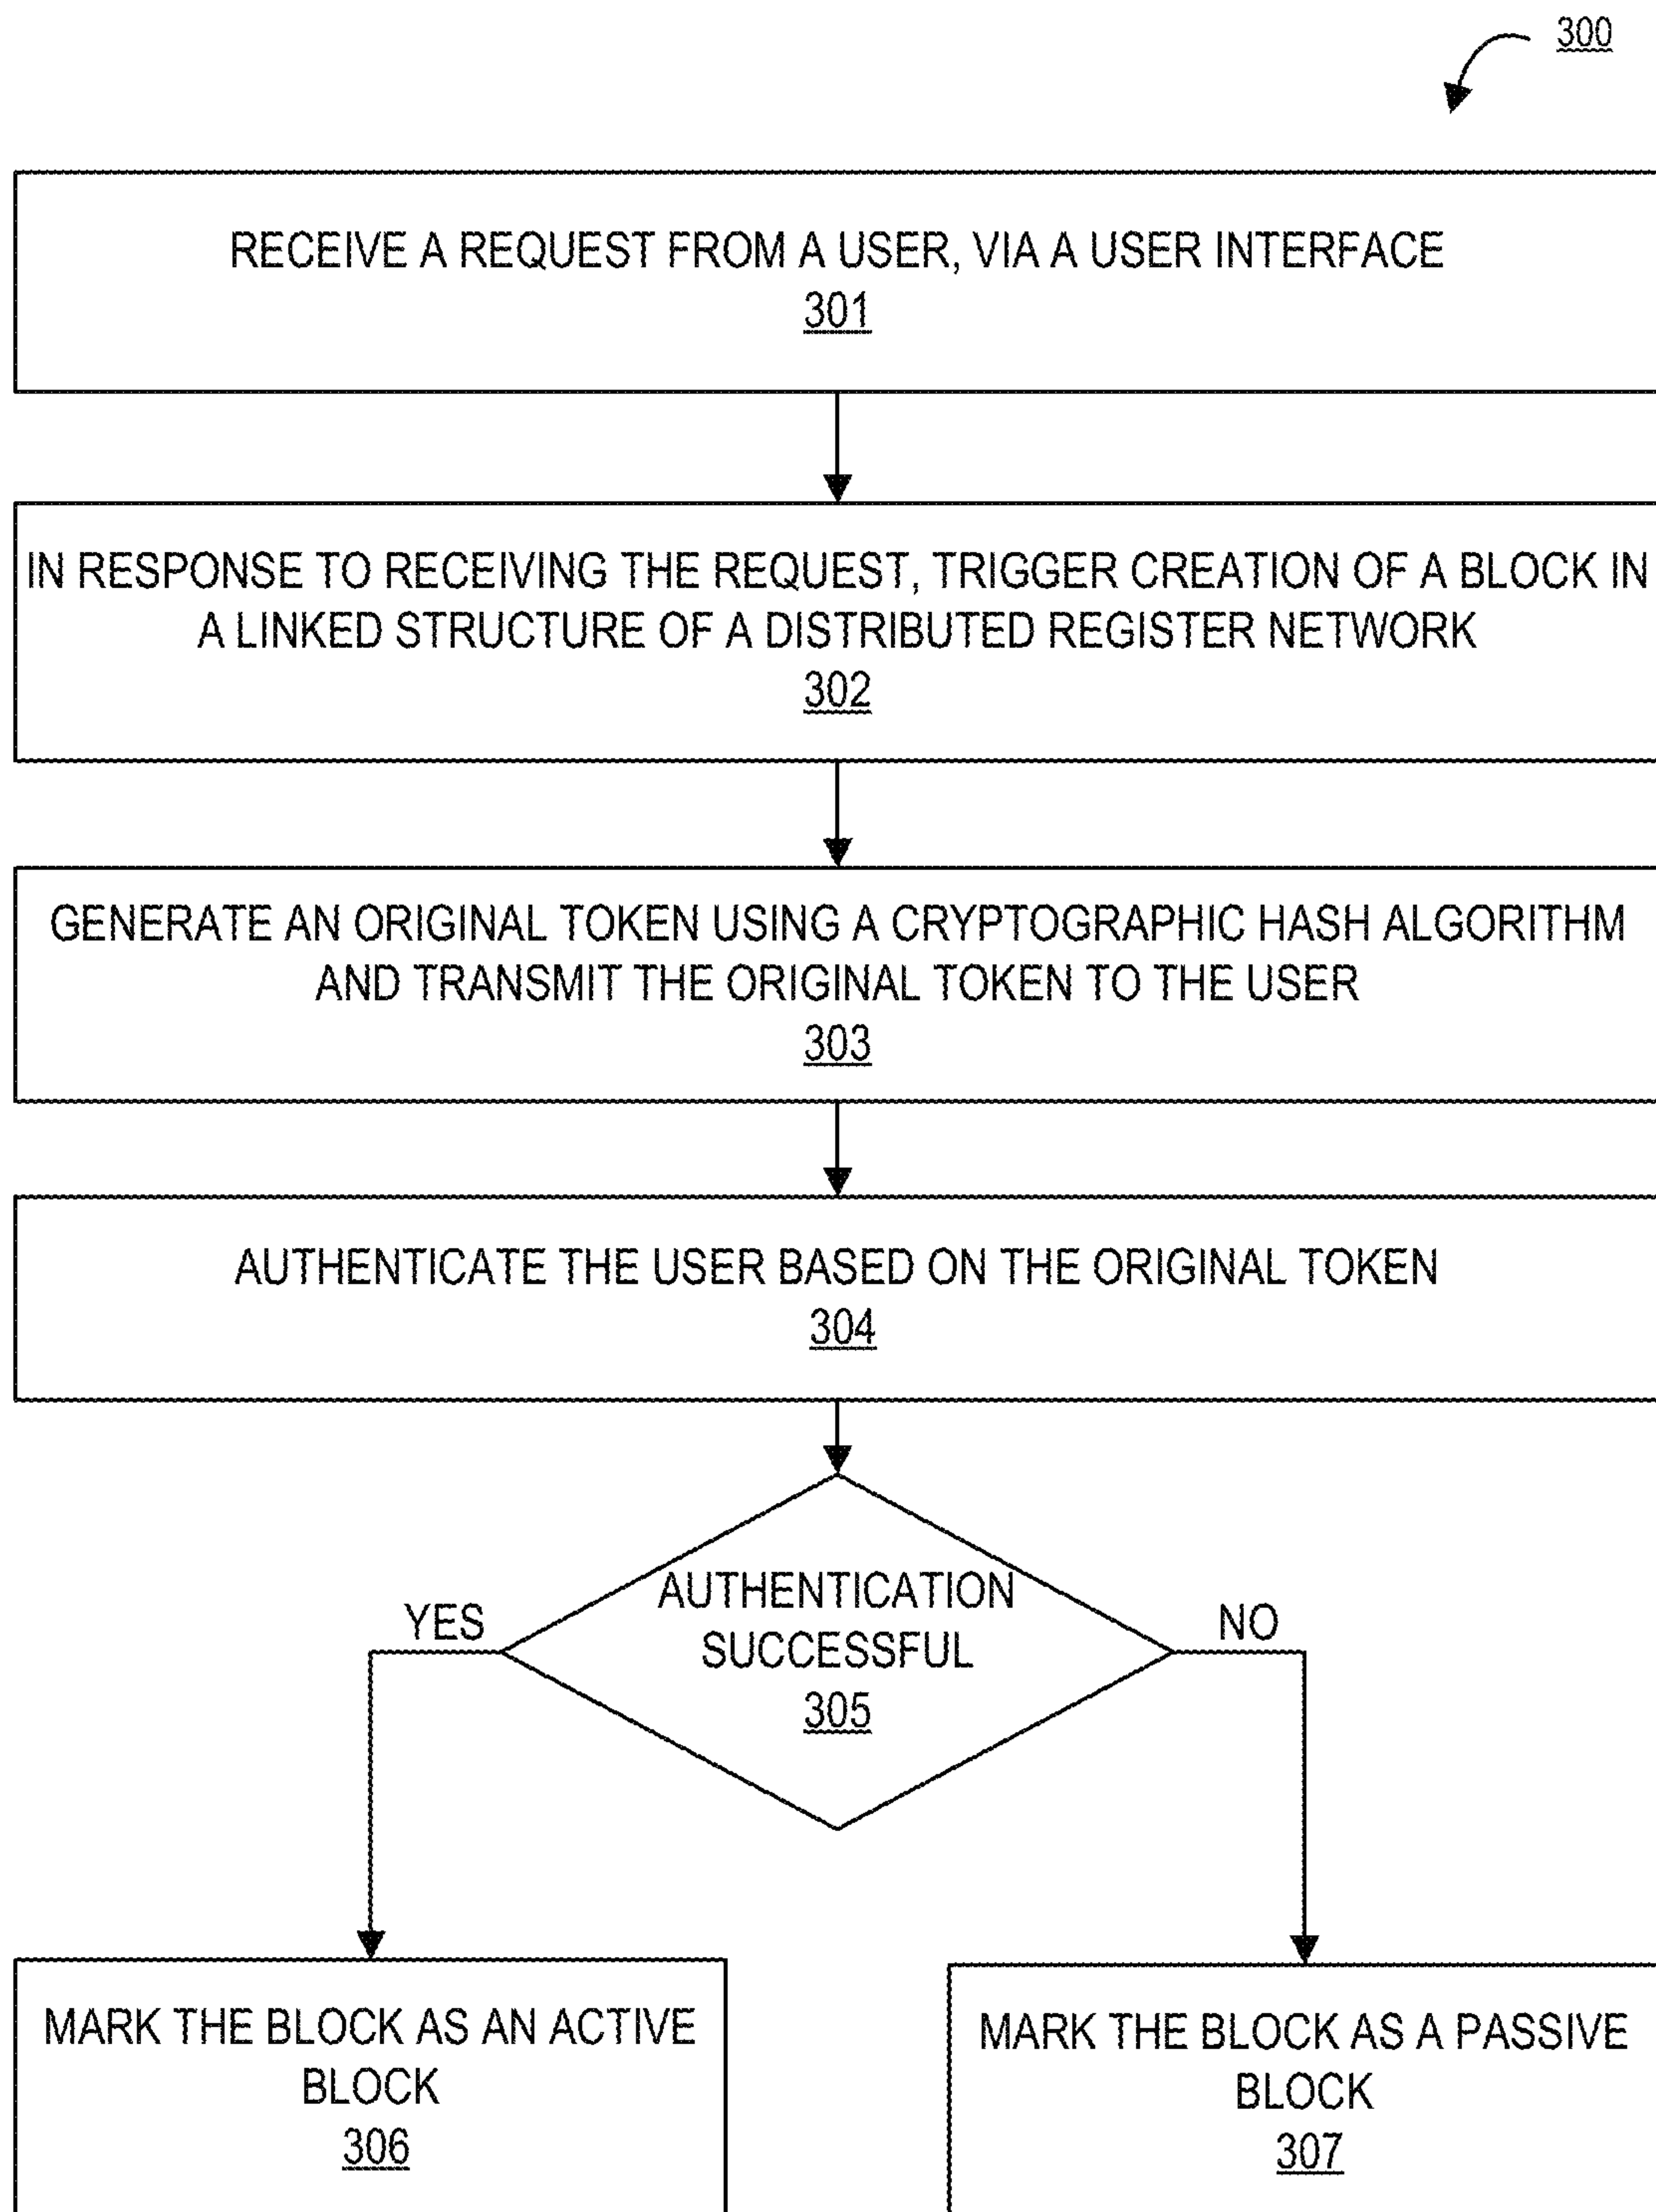 300
RECEIVE A REQUEST FROM A USER, VIA A USER INTERFACE
301
IN RESPONSE TO RECEIVING THE REQUEST, TRIGGER CREATION OF A BLOCK IN
A LINKED STRUCTURE OF A DISTRIBUTED REGISTER NETWORK
302
GENERATE AN ORIGINAL TOKEN USING A CRYPTOGRAPHIC HASH ALGORITHM
AND TRANSMIT THE ORIGINAL TOKEN TO THE USER
303
AUTHENTICATE THE USER BASED ON THE ORIGINAL TOKEN
304
AUTHENTICATION
SUCCESSFUL
305
YES
NO
MARK THE BLOCK AS AN ACTIVE
BLOCK
306
MARK THE BLOCK AS A PASSIVE
BLOCK
307